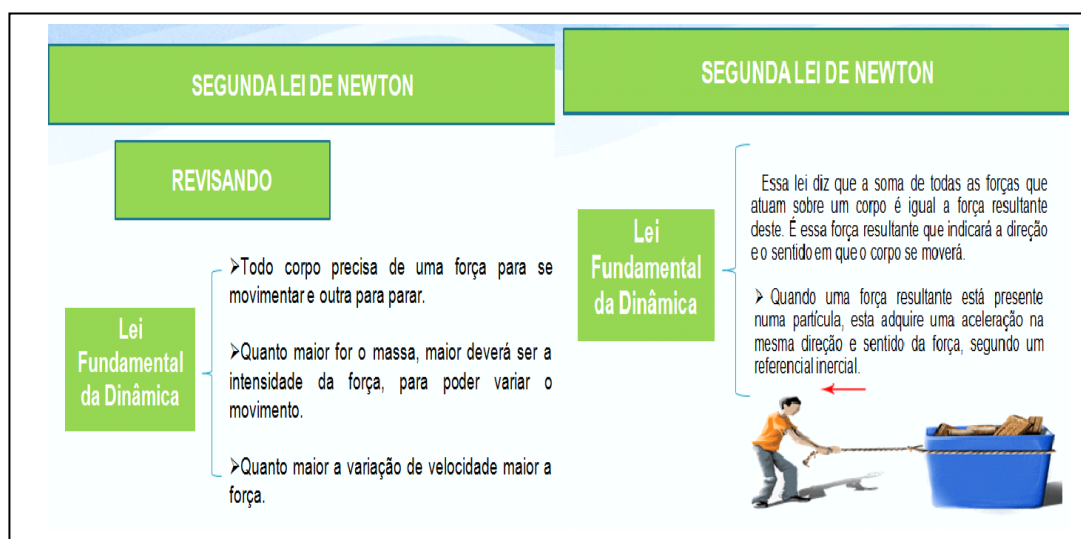 SEGUNDA LEI DE NEWTON
REVISANDO
Lei
Fundamental
da Dinâmica
➢Todo corpo precisa de uma força para se
movimentar e outra para parar.
➢Quanto maior for o massa, maior deverá ser a
intensidade da força, para poder variar o
movimento.
➢Quanto maior a variação de velocidade maior a
força.
SEGUNDA LEI DE NEWTON
Lei
Fundamental
da Dinâmica
Essa lei diz que a soma de todas as forças que
atuam sobre um corpo é igual a força resultante
deste. É essa força resultante que indicará a direção
e o sentido em que o corpo se moverá.
➢ Quando uma força resultante está presente
numa partícula, esta adquire uma aceleração na
mesma direção e sentido da força, segundo um
referencial inercial.